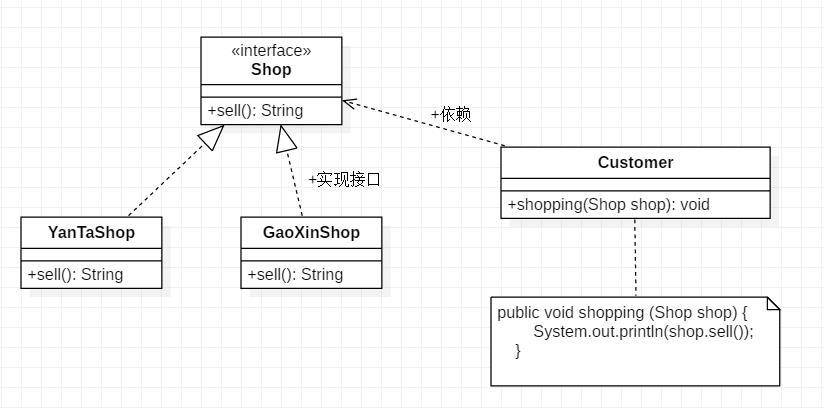 «interface»
Shop
+sell(): String
+依赖
Customer
+shopping(Shop shop): void
+实现接口
YanTaShop
+sell(): String
GaoXinShop
+sell(): String
public void shopping (Shop shop) {
System.out.println(shop.sell());
}